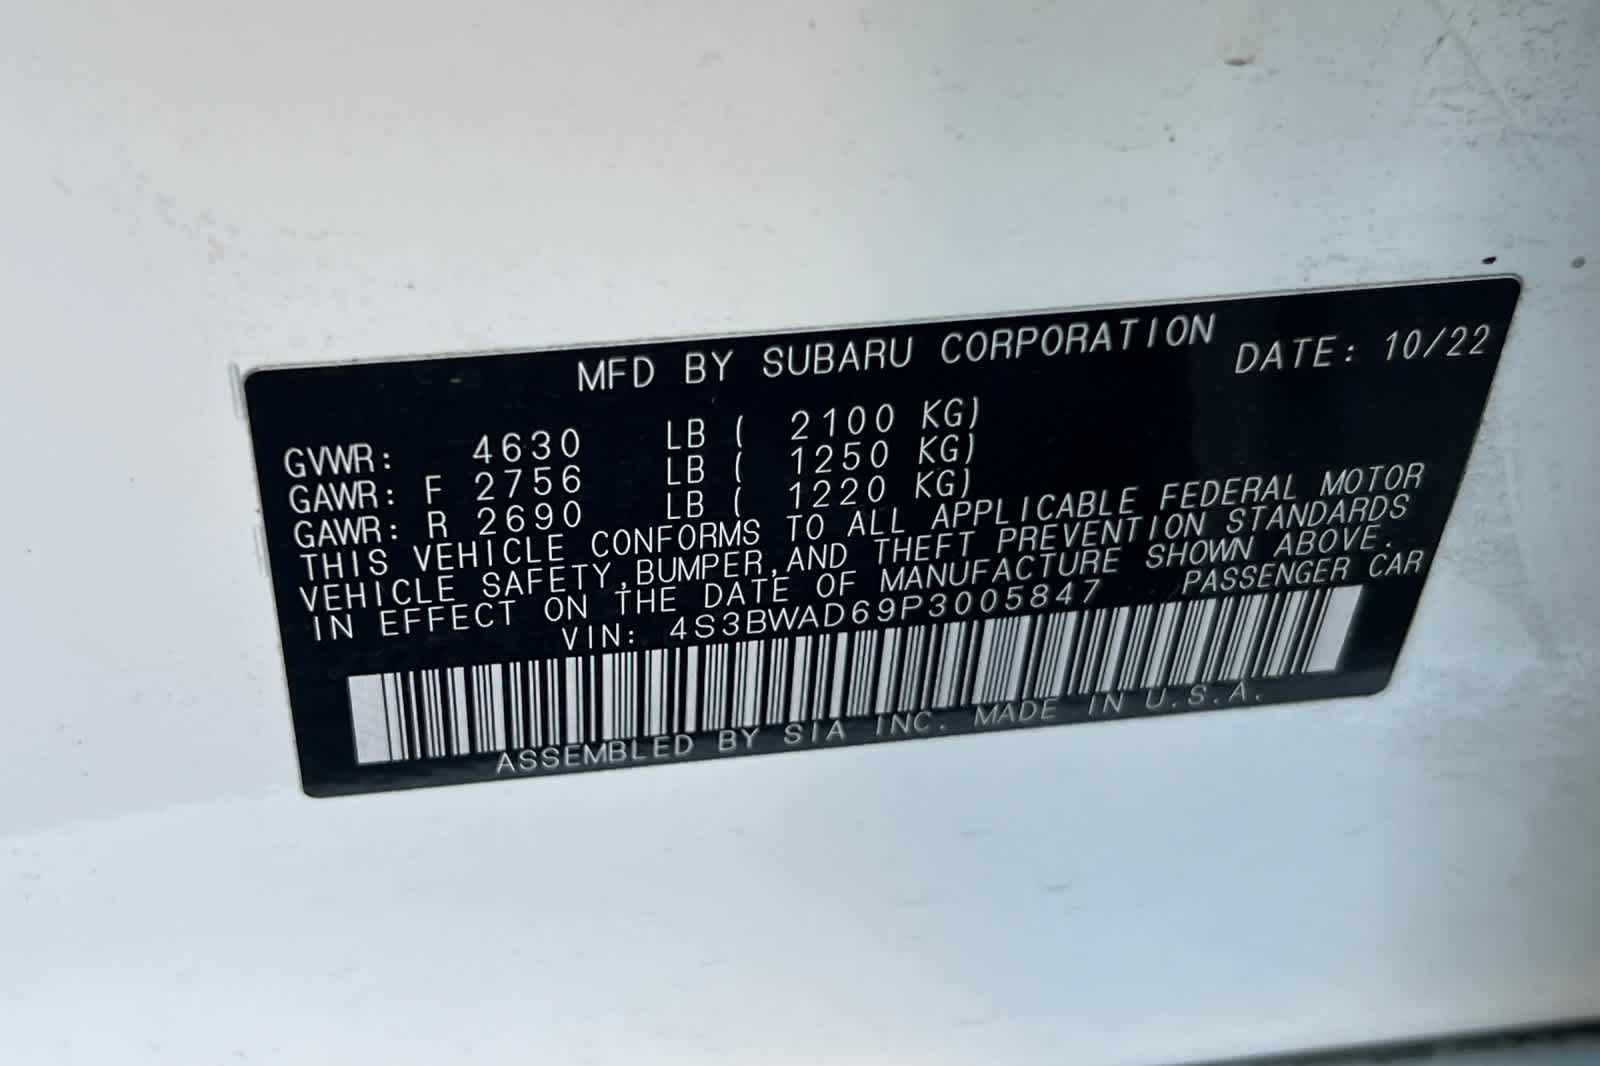 MFD BY SUBARU CORPORATION DATE: 10/22
GVWR: 4630 LB ( 2100 KG)
GAWR: F 2756 LB ( 1250 KG)
GAWR: R 2690 LB ( 1220 KG)
THIS VEHICLE CONFORMS TO ALL APPLICABLE FEDERAL MOTOR
VEHICLE SAFETY,BUMPER,AND THEFT PREVENTION STANDARDS
IN EFFECT ON THE DATE OF MANUFACTURE SHOWN ABOVE.
VIN: 4S3BWAD69P3005847 PASSENGER CAR
ASSEMBLED BY SIA INC. MADE IN U.S.A.